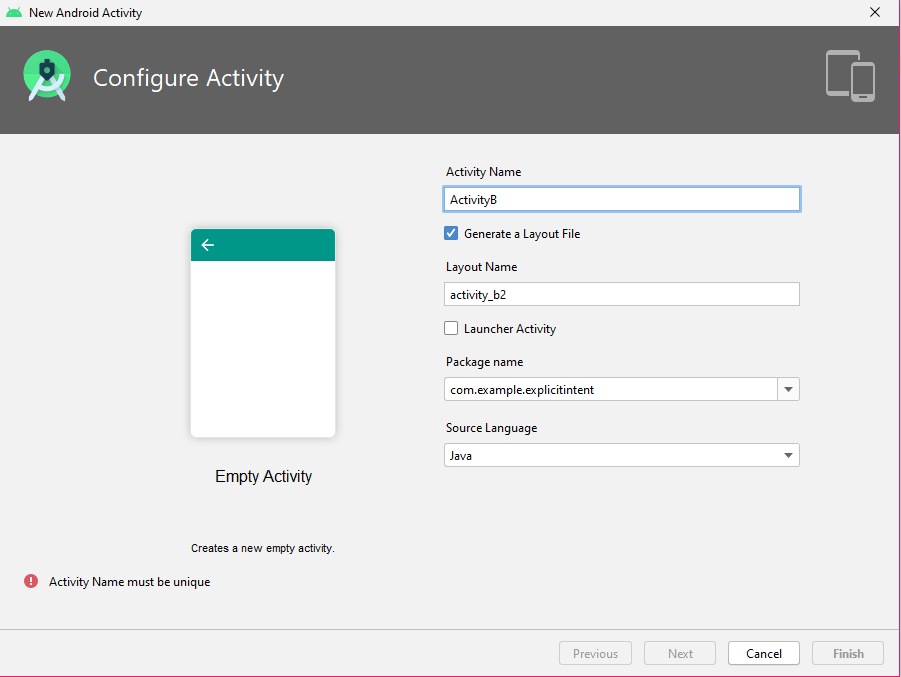 New Android Activity
Configure Activity
Activity Name
ActivityB
Generate a Layout File
Layout Name
activity_b2
Launcher Activity
Package name
com.example.explicitintent
Source Language
Java
Empty Activity
Creates a new empty activity.
Activity Name must be unique
Previous Next Cancel Finish